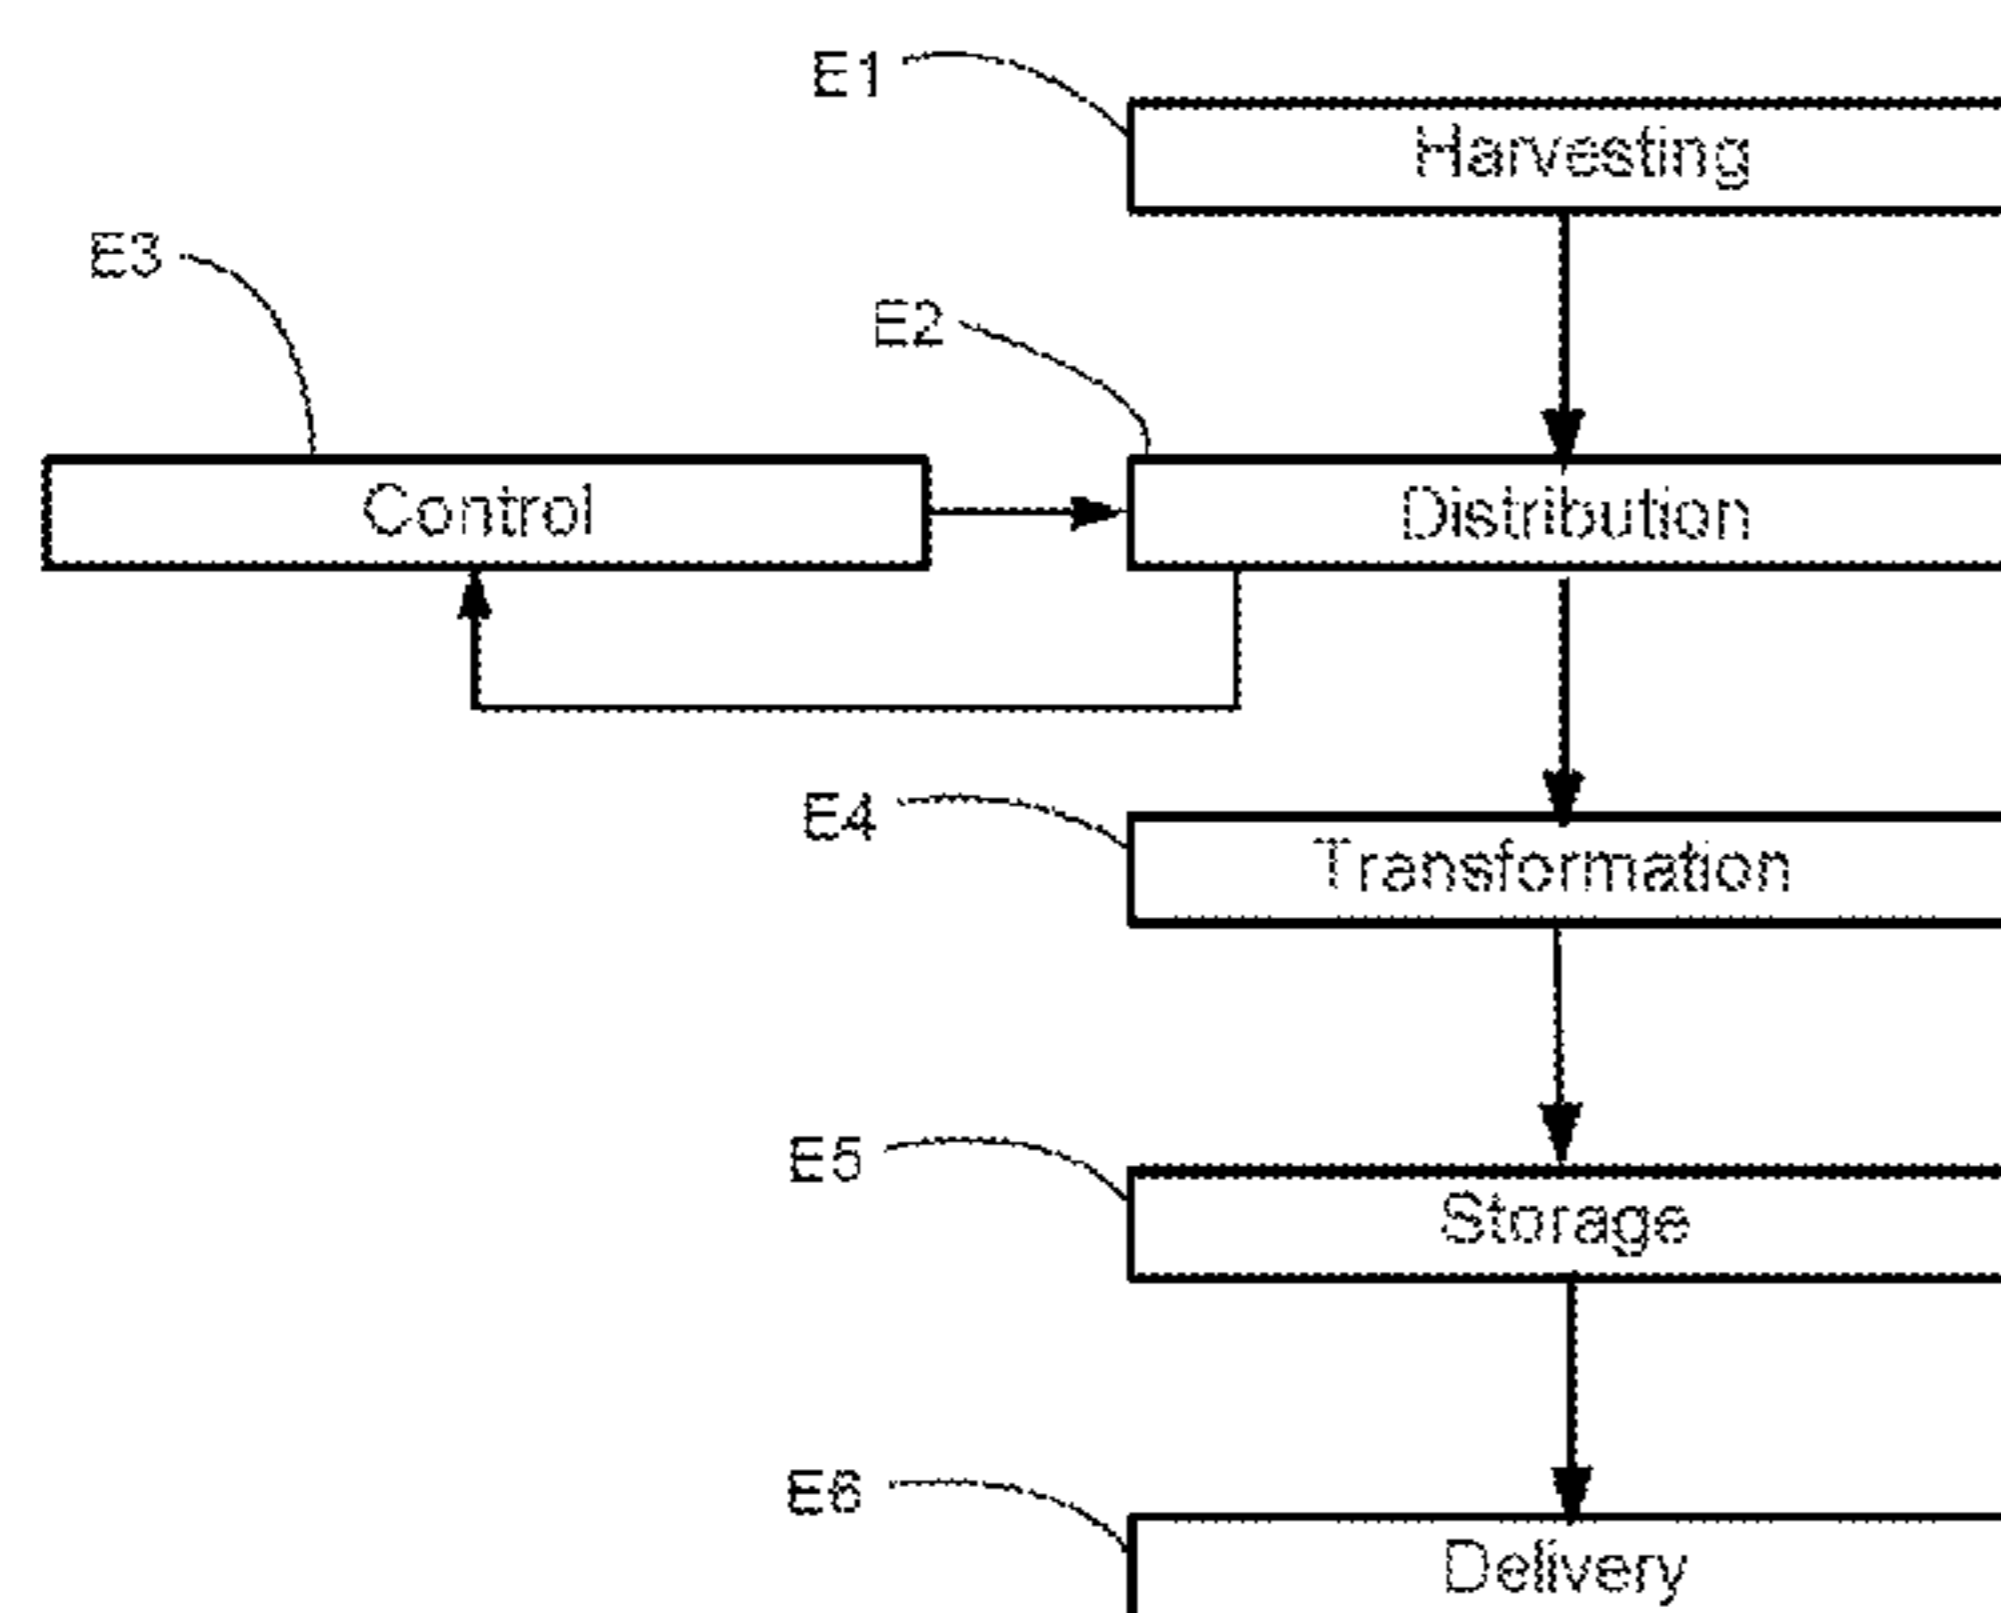 E1
Harvesting
E3
E2
Control
Distribution
E4
Transformation
E5
Storage
E6
Delivery